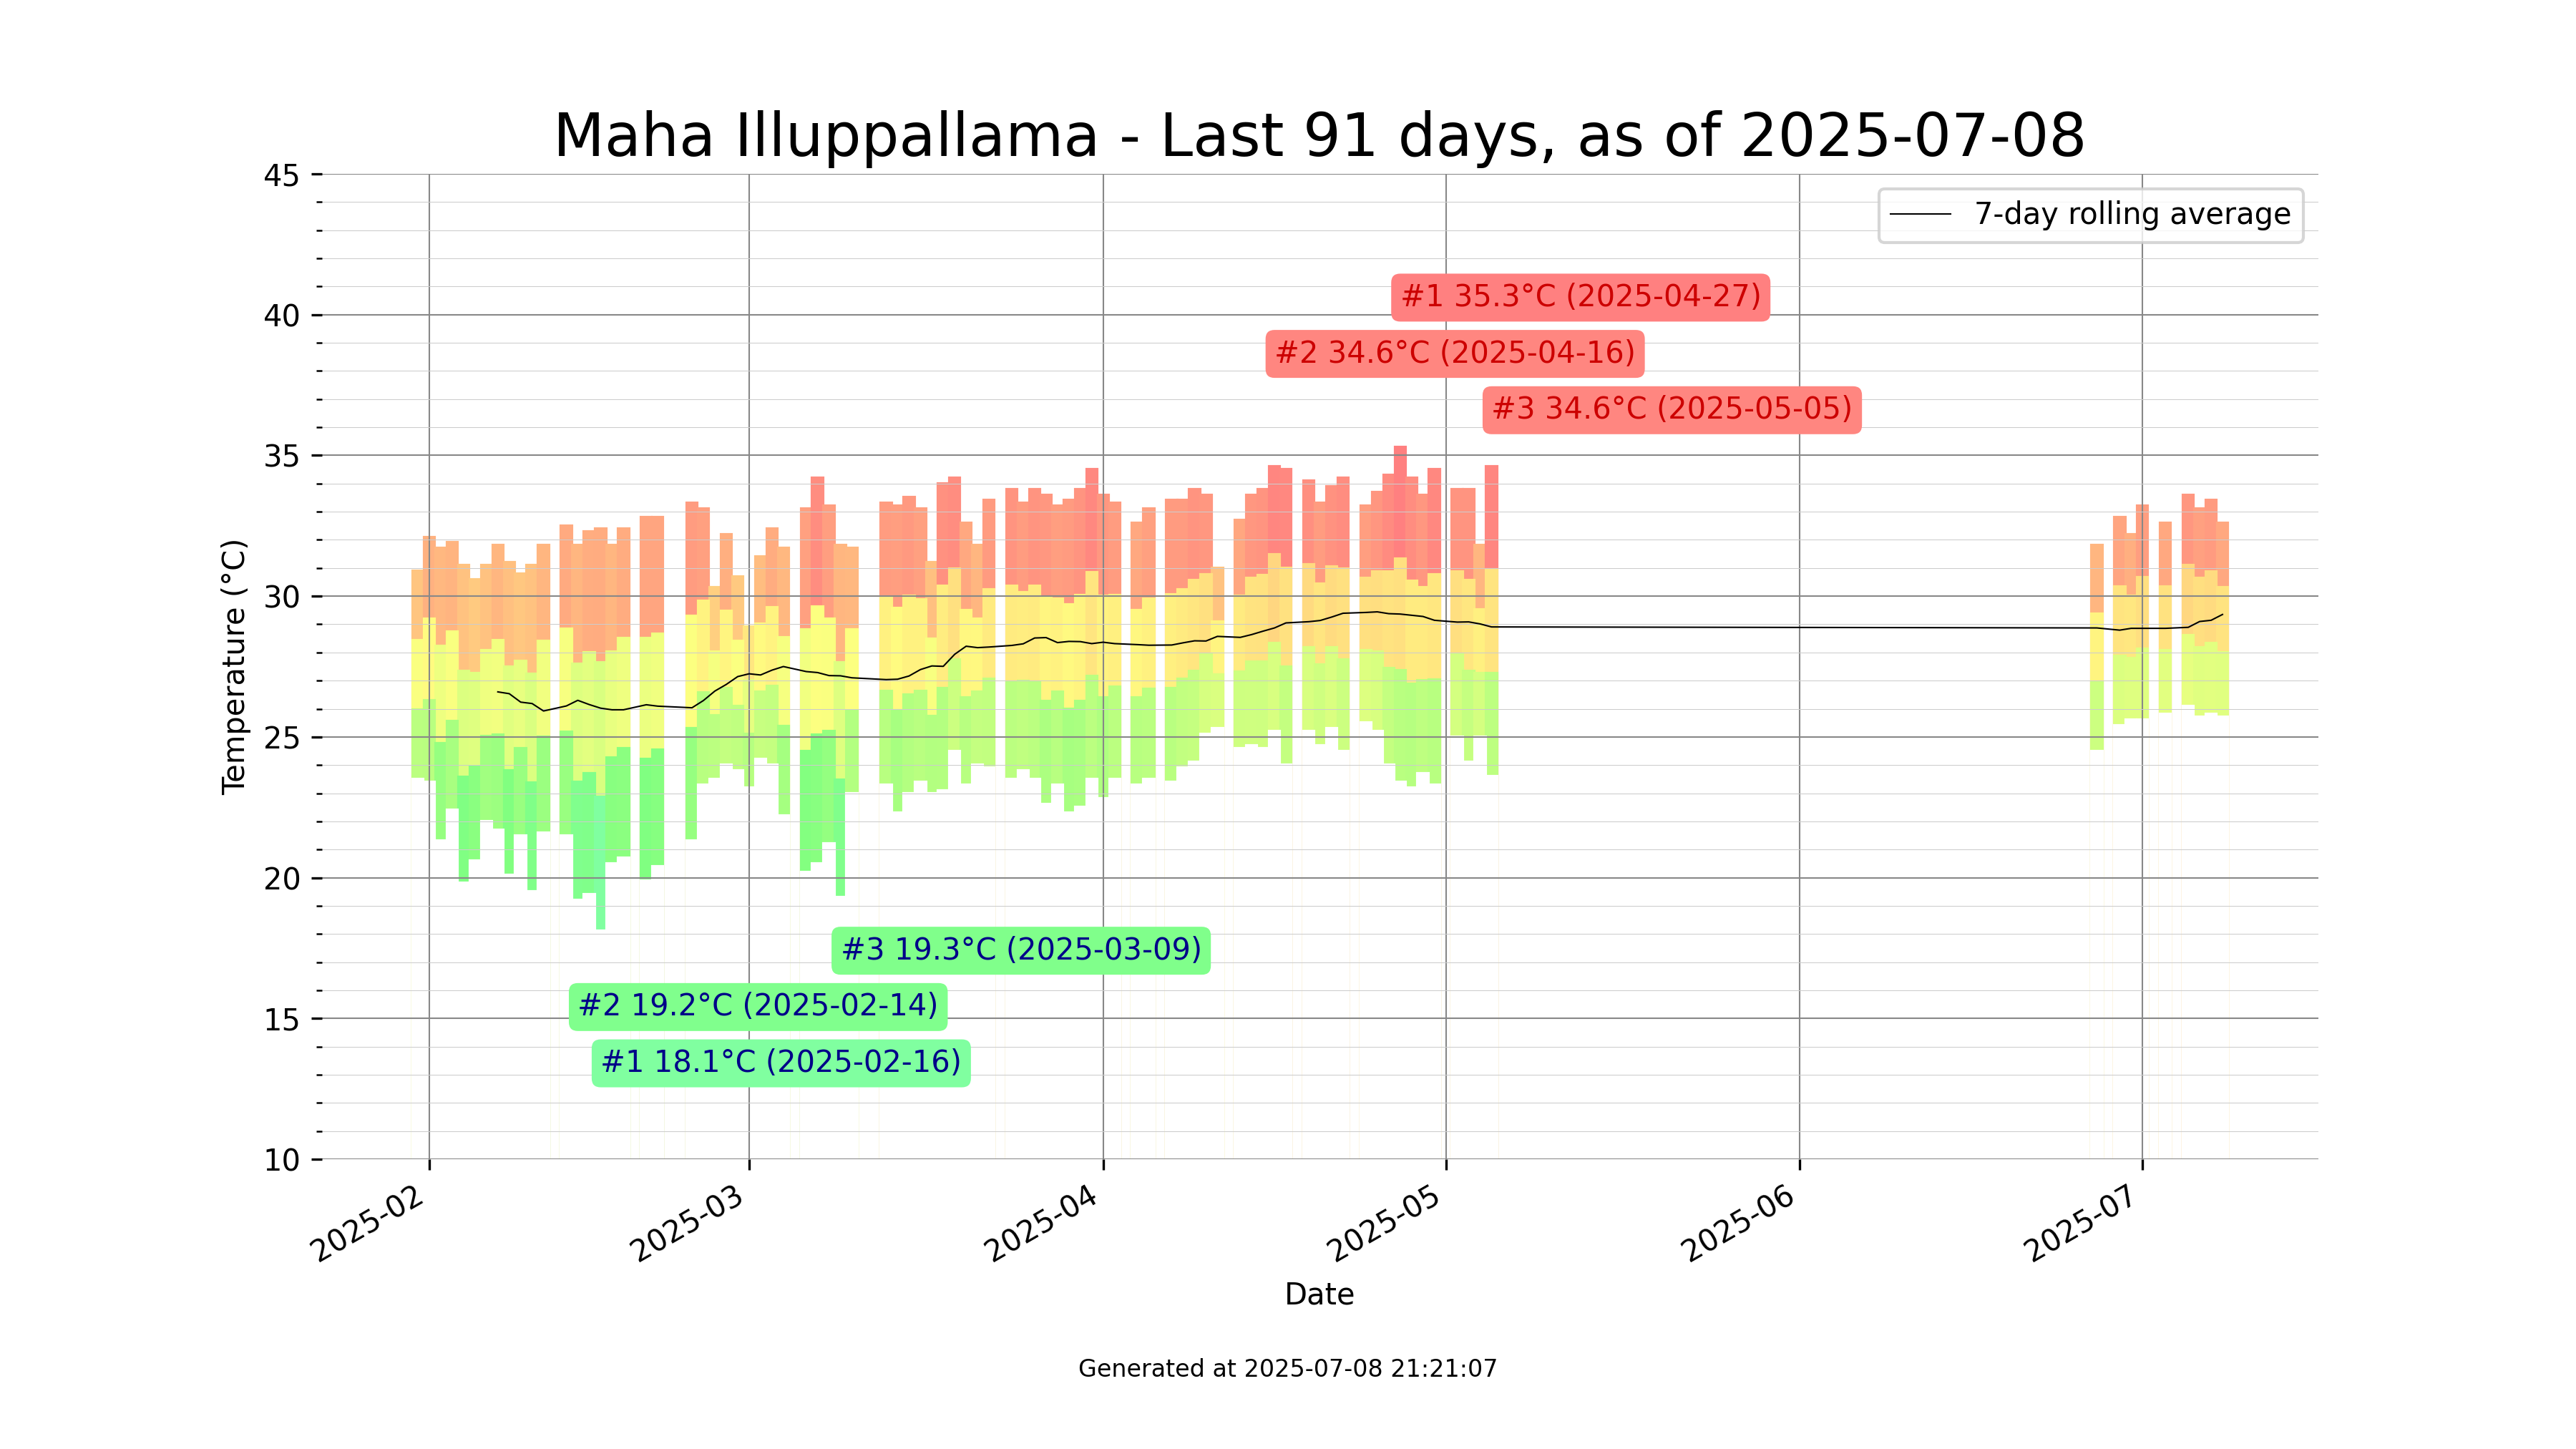 Maha Illuppallama - Last 91 days, as of 2025-07-08
7-day rolling average
#1 35.3°C (2025-04-27)
#2 34.6°C (2025-04-16)
#3 34.6°C (2025-05-05)
#3 19.3°C (2025-03-09)
#2 19.2°C (2025-02-14)
#1 18.1°C (2025-02-16)
Temperature (°C)
45
40
35
30
25
20
15
10
2025-02
2025-03
2025-04
2025-05
2025-06
2025-07
Date
Generated at 2025-07-08 21:21:07